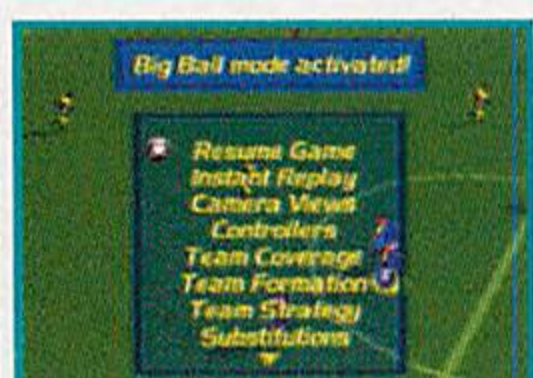 Big Ball mode activated!
Resume Game
Instant Replay
Camera Views
Controllers
Team Coverage
Team Formation
Team Strategy
Substitutions